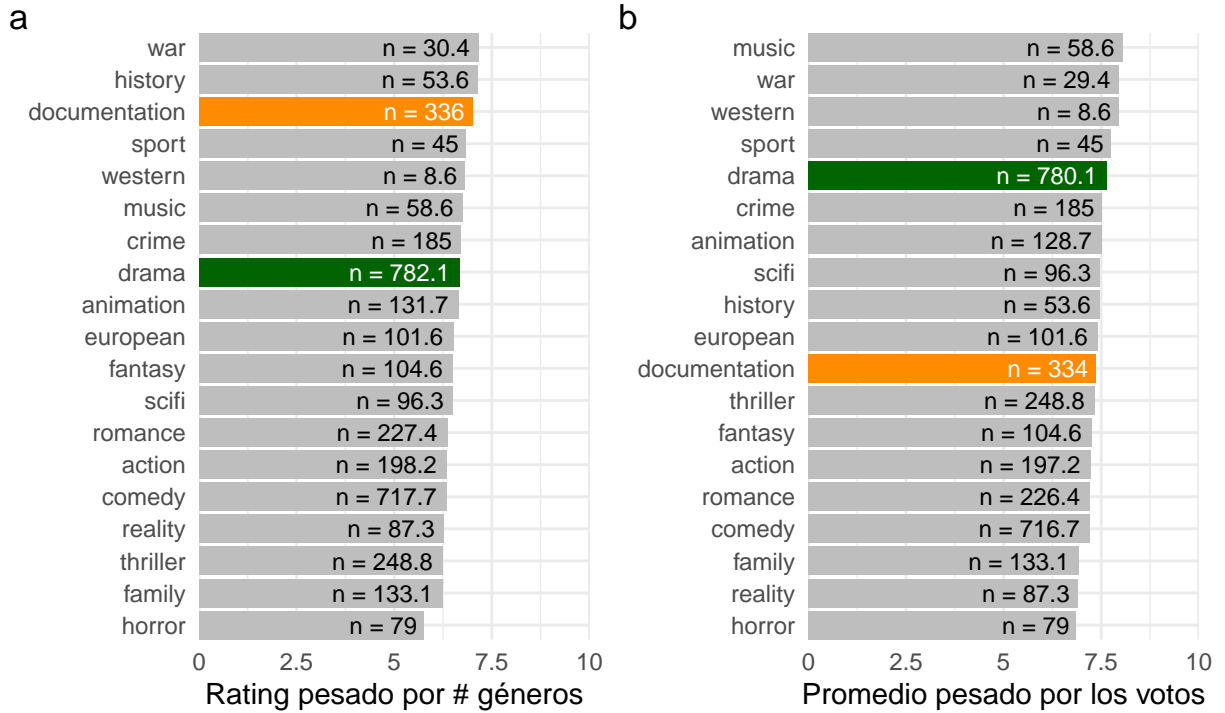 a
war n = 30.4
history n = 53.6
documentation n = 336
sport n = 45
western n = 8.6
music n = 58.6
crime n = 185
drama n = 782.1
animation n = 131.7
european n = 101.6
fantasy n = 104.6
scifi n = 96.3
romance n = 227.4
action n = 198.2
comedy n = 717.7
reality n = 87.3
thriller n = 248.8
family n = 133.1
horror n = 79
0 2.5 5 7.5 10
Rating pesado por # géneros
b
music n = 58.6
war n = 29.4
western n = 8.6
sport n = 45
drama n = 780.1
crime n = 185
animation n = 128.7
scifi n = 96.3
history n = 53.6
european n = 101.6
documentation n = 334
thriller n = 248.8
fantasy n = 104.6
action n = 197.2
romance n = 226.4
comedy n = 716.7
family n = 133.1
reality n = 87.3
horror n = 79
0 2.5 5 7.5 10
Promedio pesado por los votos